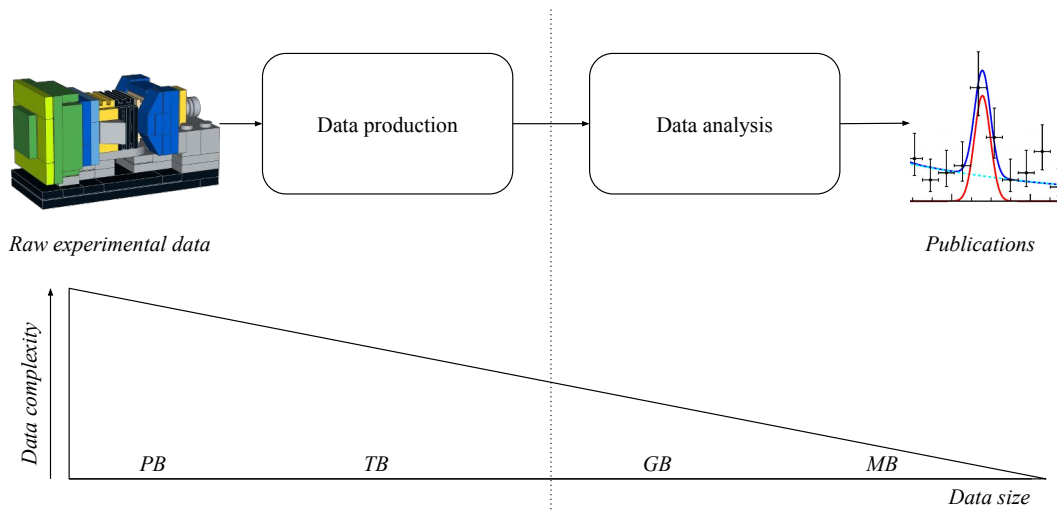 Data production
Data analysis
Raw experimental data
Publications
Data complexity
PB
TB
GB
MB
Data size